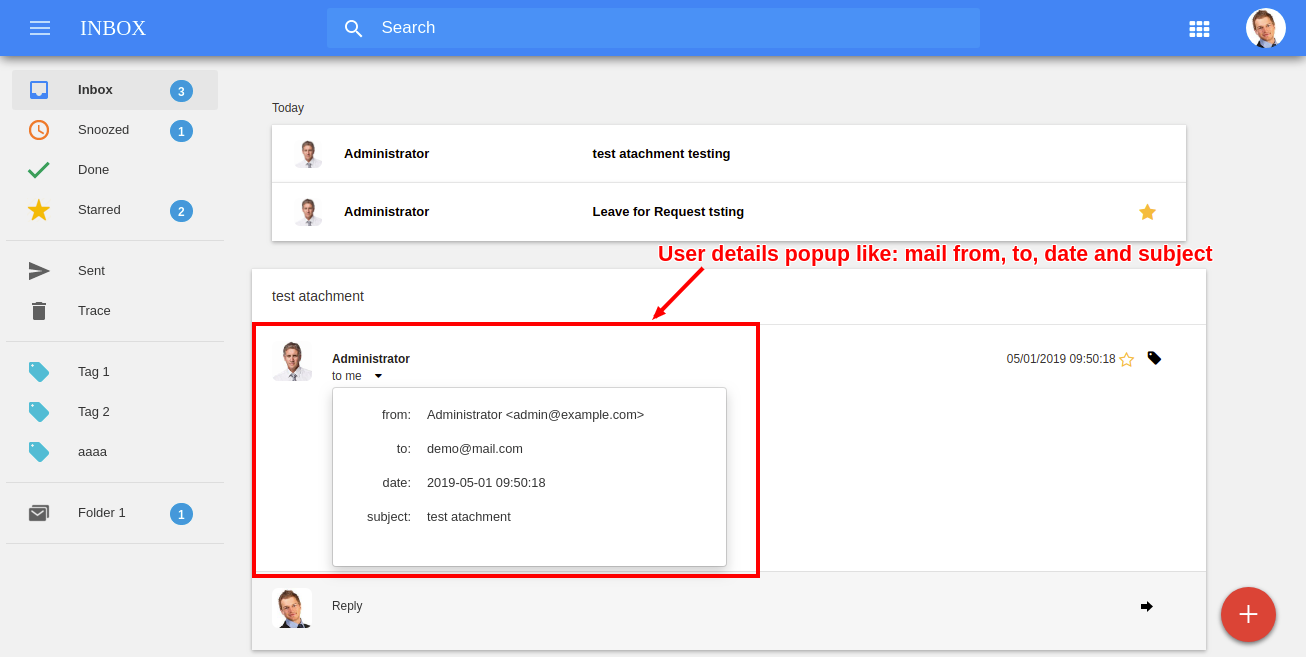 INBOX
Search
Inbox 3
Snoozed 1
Done
Starred 2
Sent
Trace
Tag 1
Tag 2
aaaa
Folder 1 1
Today
Administrator test atachment testing
Administrator Leave for Request tsting
User details popup like: mail from, to, date and subject
test atachment
Administrator 05/01/2019 09:50:18
to me
from: Administrator <admin@example.com>
to: demo@mail.com
date: 2019-05-01 09:50:18
subject: test atachment
Reply